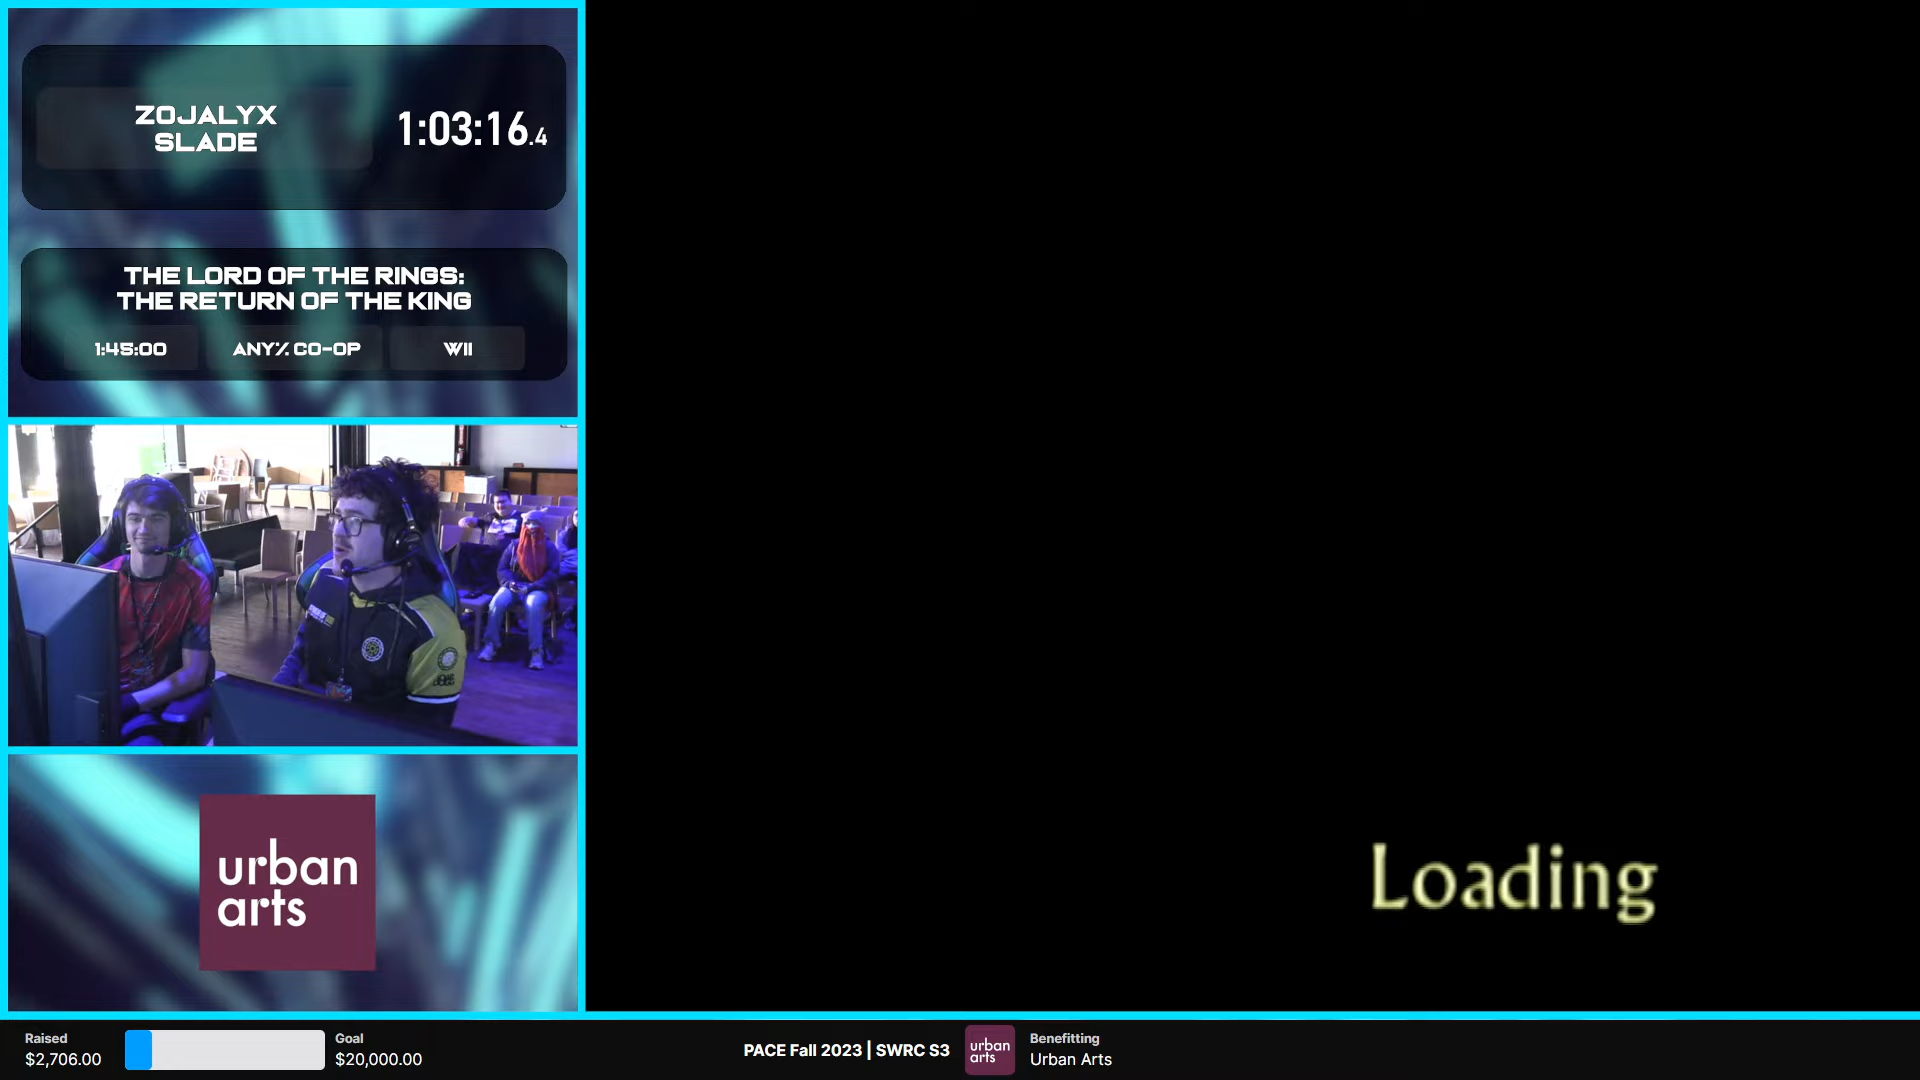 ZOJALYX
SLADE
1:03:16.4
THE LORD OF THE RINGS:
THE RETURN OF THE KING
1:45:00
ANY% CO-OP
WII
urban
arts
Loading
Raised
$2,706.00
Goal
$20,000.00
PACE Fall 2023 | SWRC S3
urban
arts
Benefitting
Urban Arts